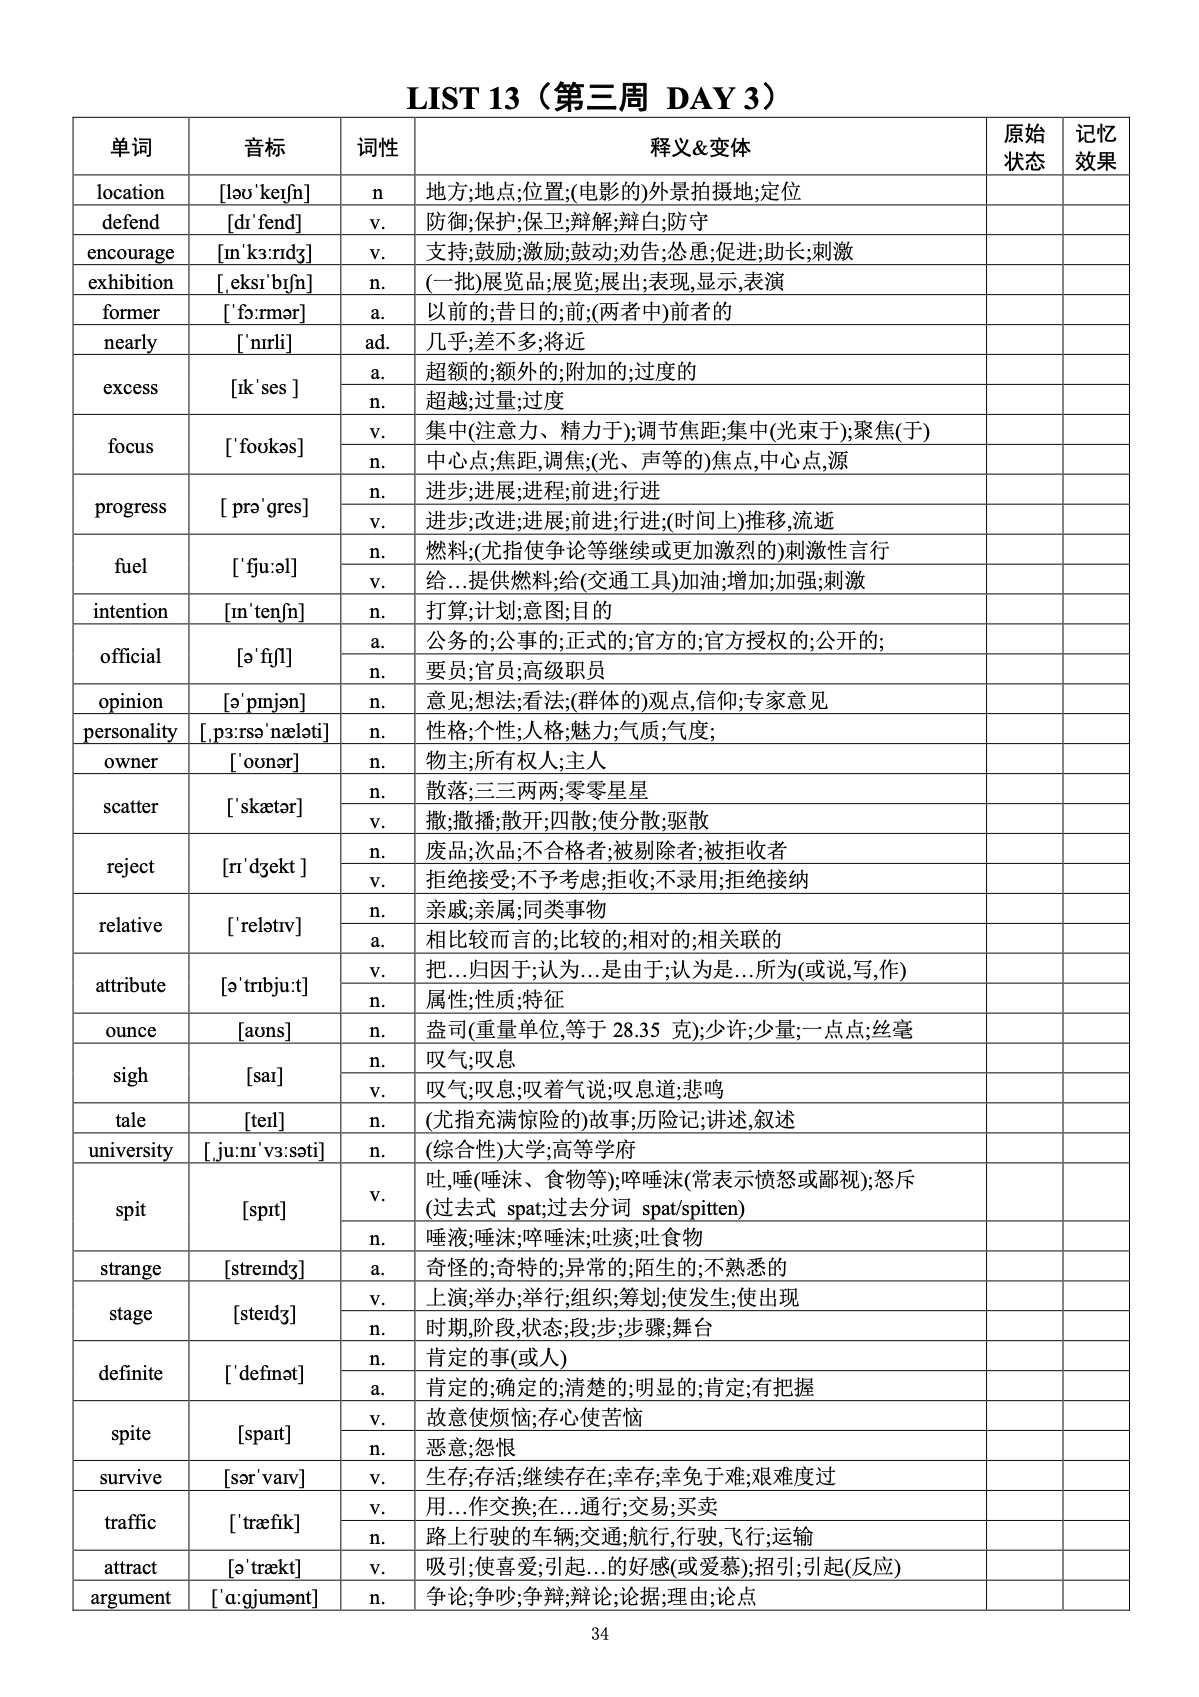 LIST 13（第三周 DAY 3）
单词 音标 词性 释义&变体 原始状态 记忆效果
location [ləʊˈkeɪʃn] n 地方;地点;位置;(电影的)外景拍摄地;定位
defend [dɪˈfend] v. 防御;保护;保卫;辩解;辩白;防守
encourage [ɪnˈkɜːrɪdʒ] v. 支持;鼓励;激励;鼓动;劝告;怂恿;促进;助长;刺激
exhibition [ˌeksɪˈbɪʃn] n. (一批)展览品;展览;展出;表现,显示,表演
former [ˈfɔːrmər] a. 以前的;昔日的;前;(两者中)前者的
nearly [ˈnɪrli] ad. 几乎;差不多;将近
excess [ɪkˈses ] a. 超额的;额外的;附加的;过度的
n. 超越;过量;过度
focus [ˈfoʊkəs] v. 集中(注意力、精力于);调节焦距;集中(光束于);聚焦(于)
n. 中心点;焦距,调焦;(光、声等的)焦点,中心点,源
progress [ prəˈɡres] n. 进步;进展;进程;前进;行进
v. 进步;改进;进展;前进;行进;(时间上)推移,流逝
fuel [ˈfjuːəl] n. 燃料;(尤指使争论等继续或更加激烈的)刺激性言行
v. 给…提供燃料;给(交通工具)加油;增加;加强;刺激
intention [ɪnˈtenʃn] n. 打算;计划;意图;目的
official [əˈfɪʃl] a. 公务的;公事的;正式的;官方的;官方授权的;公开的;
n. 要员;官员;高级职员
opinion [əˈpɪnjən] n. 意见;想法;看法;(群体的)观点,信仰;专家意见
personality [ˌpɜːrsəˈnæləti] n. 性格;个性;人格;魅力;气质;气度;
owner [ˈoʊnər] n. 物主;所有权人;主人
scatter [ˈskætər] n. 散落;三三两两;零零星星
v. 撒;撒播;散开;四散;使分散;驱散
reject [rɪˈdʒekt ] n. 废品;次品;不合格者;被剔除者;被拒收者
v. 拒绝接受;不予考虑;拒收;不录用;拒绝接纳
relative [ˈrelətɪv] n. 亲戚;亲属;同类事物
a. 相比较而言的;比较的;相对的;相关联的
attribute [əˈtrɪbjuːt] v. 把…归因于;认为…是由于;认为是…所为(或说,写,作)
n. 属性;性质;特征
ounce [aʊns] n. 盎司(重量单位,等于 28.35 克);少许;少量;一点点;丝毫
sigh [saɪ] n. 叹气;叹息
v. 叹气;叹息;叹着气说;叹息道;悲鸣
tale [teɪl] n. (尤指充满惊险的)故事;历险记;讲述,叙述
university [ˌjuːnɪˈvɜːsəti] n. (综合性)大学;高等学府
spit [spɪt] v. 吐,唾(唾沫、食物等);啐唾沫(常表示愤怒或鄙视);怒斥
(过去式 spat;过去分词 spat/spitten)
n. 唾液;唾沫;啐唾沫;吐痰;吐食物
strange [streɪndʒ] a. 奇怪的;奇特的;异常的;陌生的;不熟悉的
stage [steɪdʒ] v. 上演;举办;举行;组织;筹划;使发生;使出现
n. 时期,阶段,状态;段;步;步骤;舞台
definite [ˈdefɪnət] n. 肯定的事(或人)
a. 肯定的;确定的;清楚的;明显的;肯定;有把握
spite [spaɪt] v. 故意使烦恼;存心使苦恼
n. 恶意;怨恨
survive [sərˈvaɪv] v. 生存;存活;继续存在;幸存;幸免于难;艰难度过
traffic [ˈtræfɪk] v. 用…作交换;在…通行;交易;买卖
n. 路上行驶的车辆;交通;航行,行驶,飞行;运输
attract [əˈtrækt] v. 吸引;使喜爱;引起…的好感(或爱慕);招引;引起(反应)
argument [ˈɑːɡjumənt] n. 争论;争吵;争辩;辩论;论据;理由;论点
34